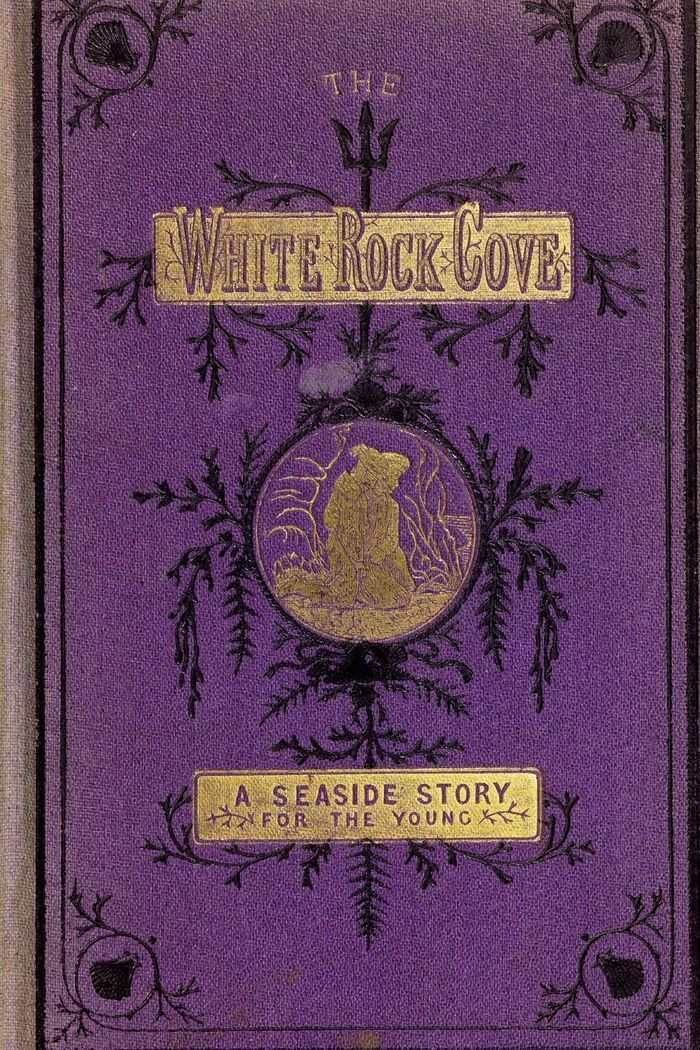 THE
WHITE ROCK COVE
A SEASIDE STORY
FOR THE YOUNG